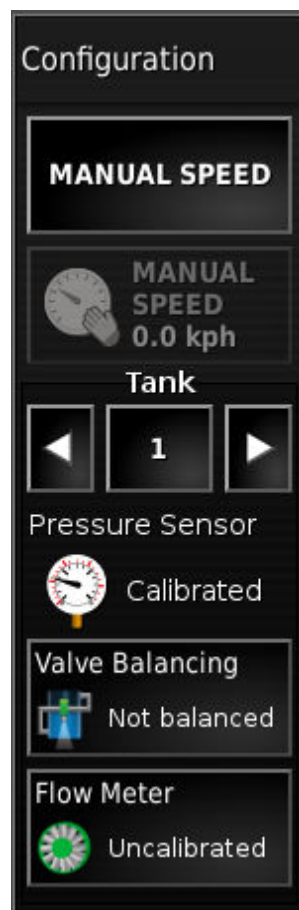 Configuration
MANUAL SPEED
MANUAL
SPEED
0.0 kph
Tank
1
Pressure Sensor
Calibrated
Valve Balancing
Not balanced
Flow Meter
Uncalibrated